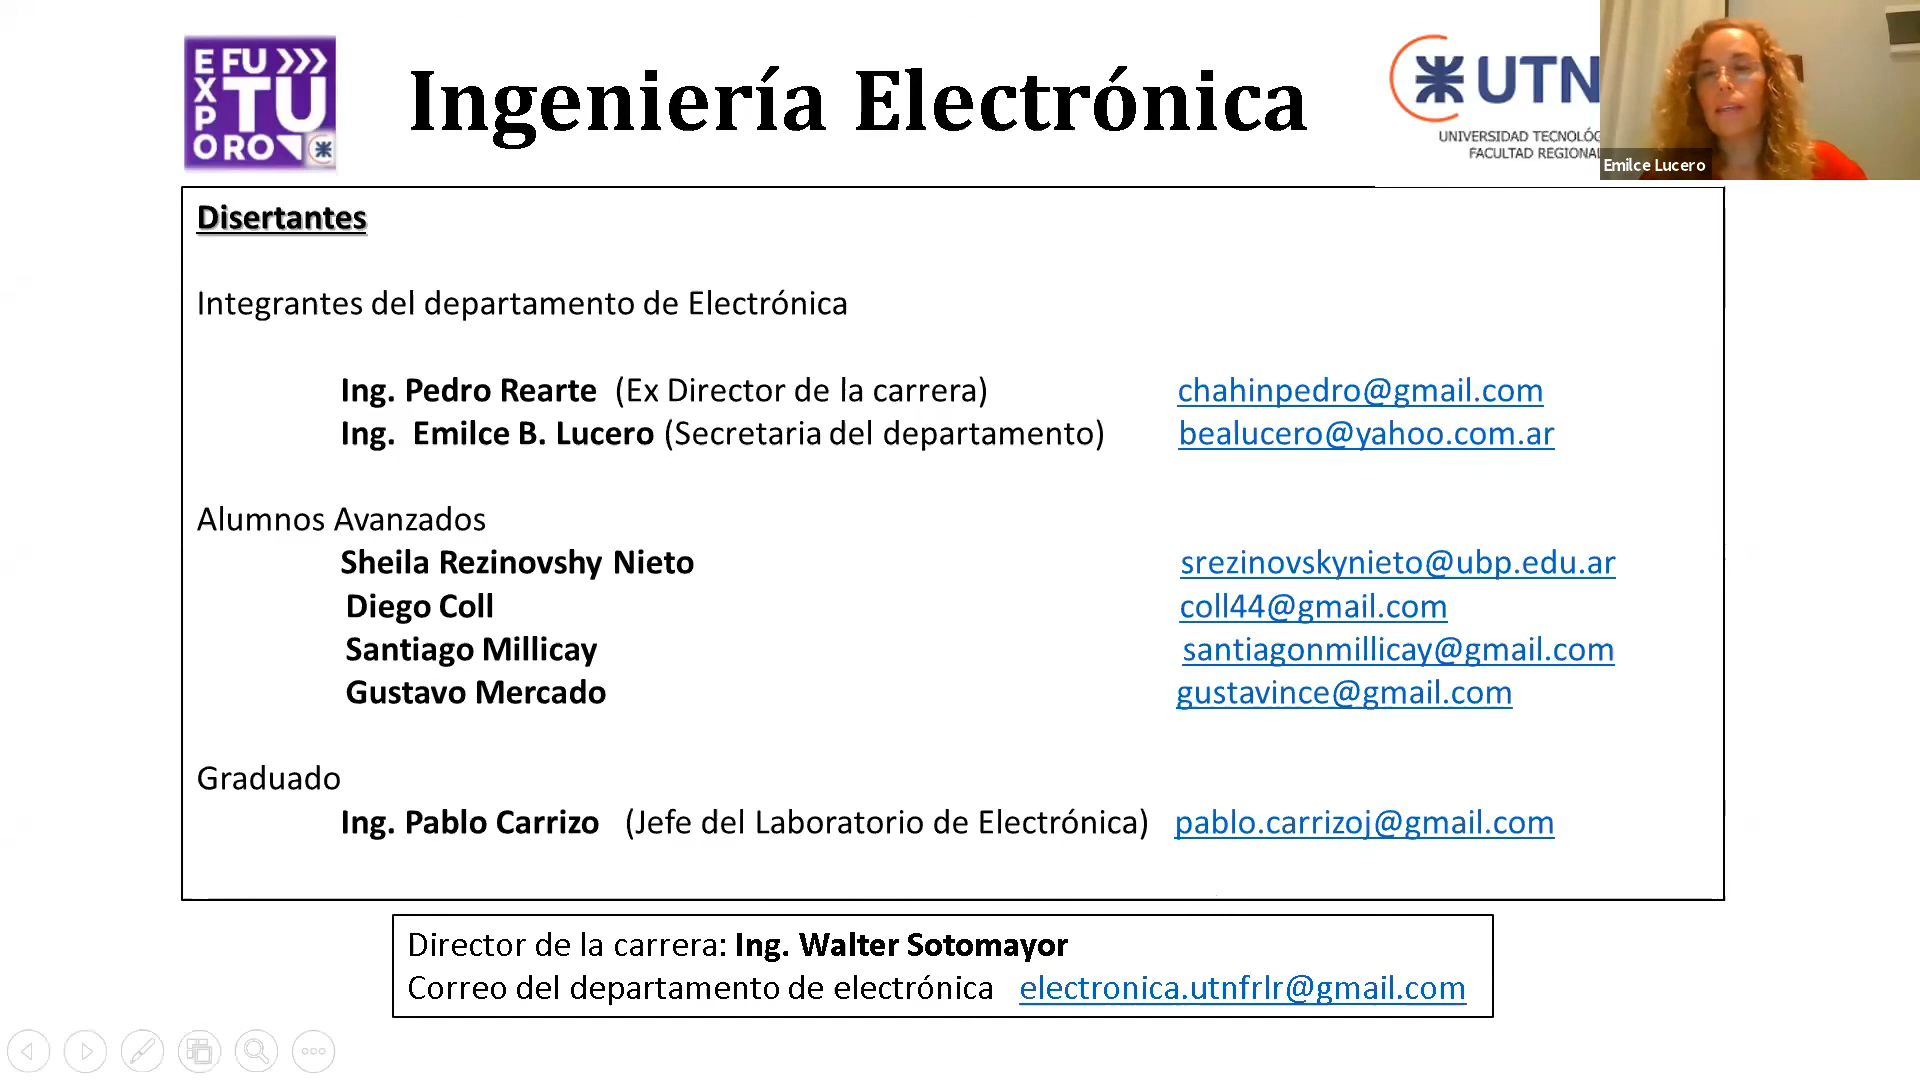 E FU
X TU
P
O RO
Ingeniería Electrónica
UTN
UNIVERSIDAD TECNOLÓG
FACULTAD REGIONAL
Emilce Lucero
Disertantes
Integrantes del departamento de Electrónica
Ing. Pedro Rearte (Ex Director de la carrera) chahinpedro@gmail.com
Ing. Emilce B. Lucero (Secretaria del departamento) bealucero@yahoo.com.ar
Alumnos Avanzados
Sheila Rezinovshy Nieto srezinovskynieto@ubp.edu.ar
Diego Coll coll44@gmail.com
Santiago Millicay santiagonmillicay@gmail.com
Gustavo Mercado gustavince@gmail.com
Graduado
Ing. Pablo Carrizo (Jefe del Laboratorio de Electrónica) pablo.carrizoj@gmail.com
Director de la carrera: Ing. Walter Sotomayor
Correo del departamento de electrónica electronica.utnfrlr@gmail.com